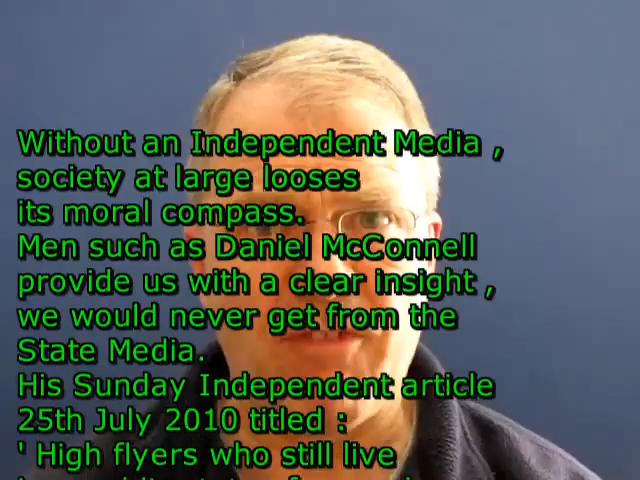 Without an Independent Media ,
society at large looses
its moral compass.
Men such as Daniel McConnell
provide us with a clear insight ,
we would never get from the
State Media.
His Sunday Independent article
25th July 2010 titled :
' High flyers who still live